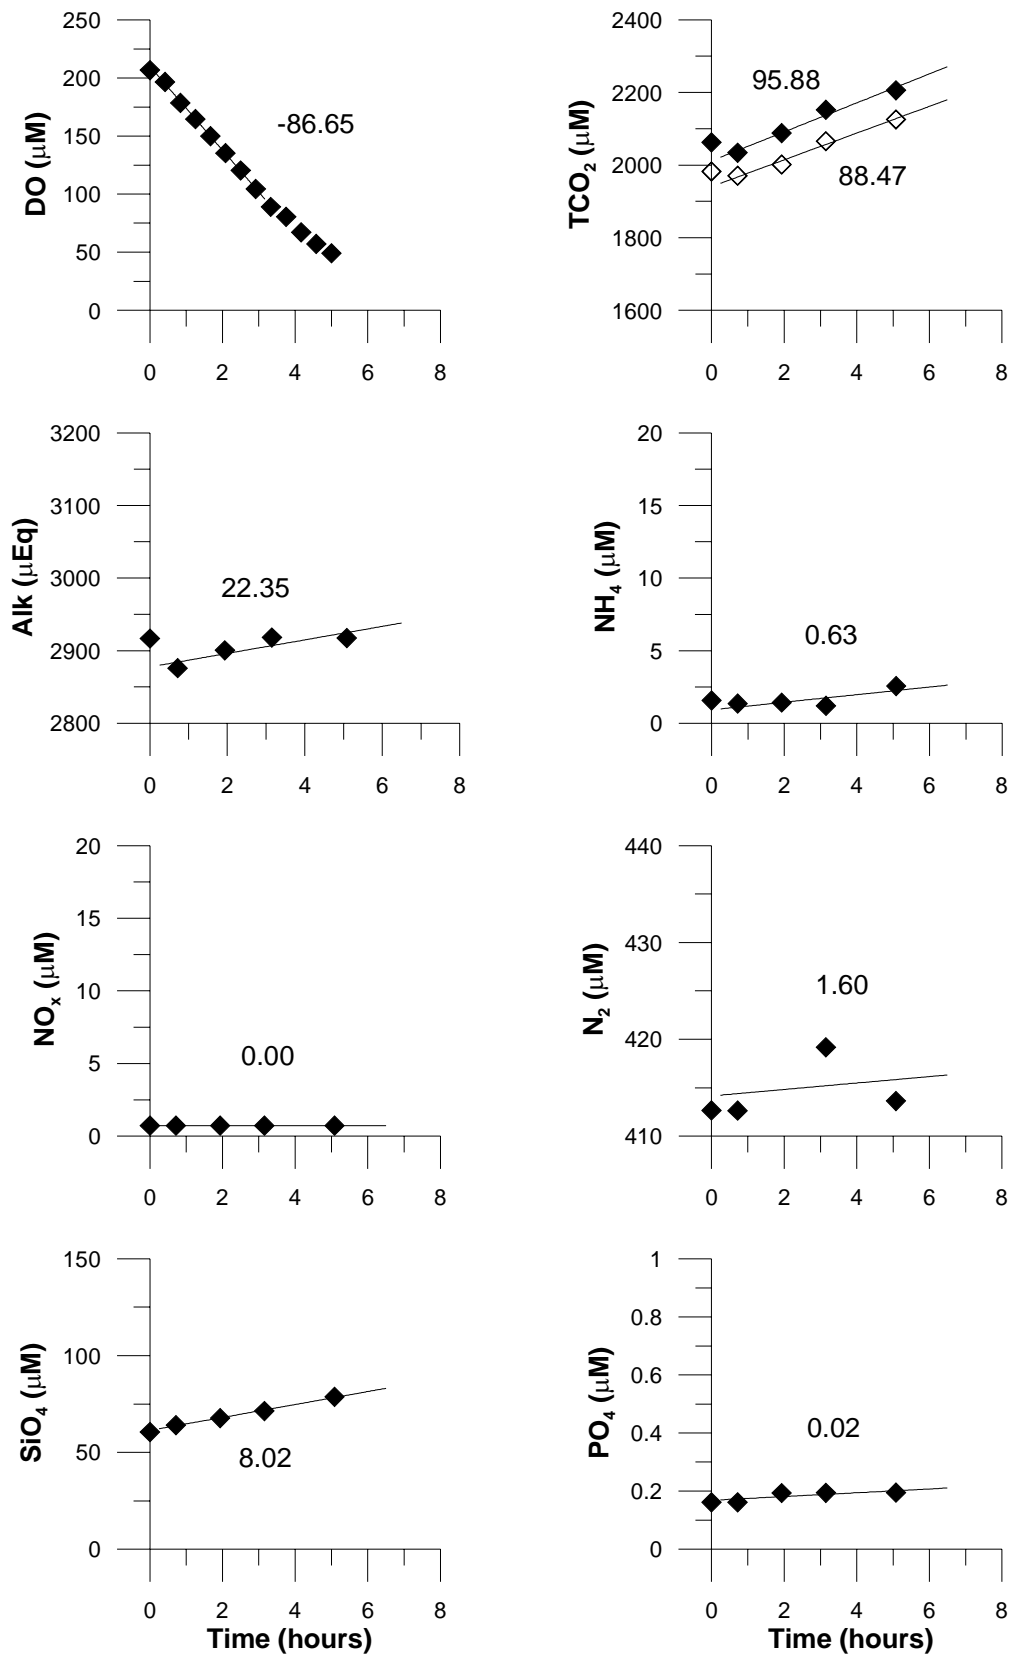 250
200
150
100
50
0
DO (μM)
-86.65
0 2 4 6 8
2400
2200
2000
1800
1600
TCO₂ (μM)
95.88
88.47
0 2 4 6 8
3200
3100
3000
2900
2800
Alk (μEq)
22.35
0 2 4 6 8
20
15
10
5
0
NH₄ (μM)
0.63
0 2 4 6 8
20
15
10
5
0
NOₓ (μM)
0.00
0 2 4 6 8
440
430
420
410
N₂ (μM)
1.60
0 2 4 6 8
150
100
50
0
SiO₄ (μM)
8.02
0 2 4 6 8
Time (hours)
1
0.8
0.6
0.4
0.2
0
PO₄ (μM)
0.02
0 2 4 6 8
Time (hours)